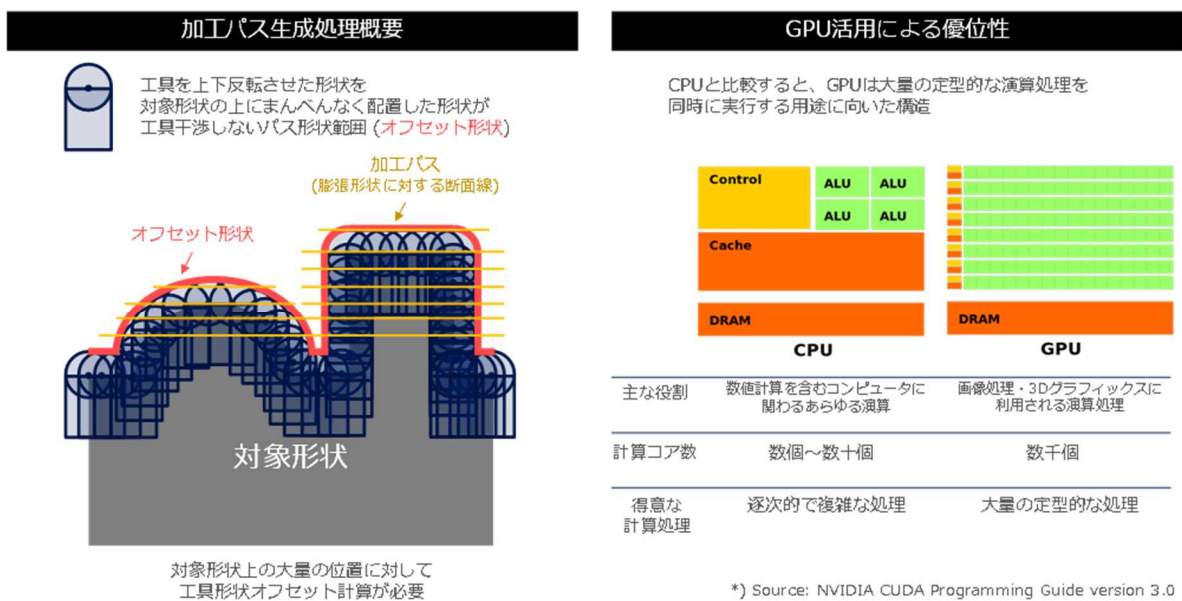 加工パス生成処理概要
工具を上下反転させた形状を
対象形状の上にまんべんなく配置した形状が
工具干渉しないパス形状範囲 (オフセット形状)
加工パス
(膨張形状に対する断面線)
オフセット形状
対象形状
対象形状上の大量の位置に対して
工具形状オフセット計算が必要
GPU活用による優位性
CPUと比較すると、GPUは大量の定型的な演算処理を
同時に実行する用途に向いた構造
Control
ALU ALU
ALU ALU
Cache
DRAM
CPU
DRAM
GPU
主な役割
数値計算を含むコンピュータに
関わるあらゆる演算
画像処理・3Dグラフィックスに
利用される演算処理
計算コア数 数個～数十個 数千個
得意な
計算処理
逐次的で複雑な処理 大量の定型的な処理
*) Source: NVIDIA CUDA Programming Guide version 3.0